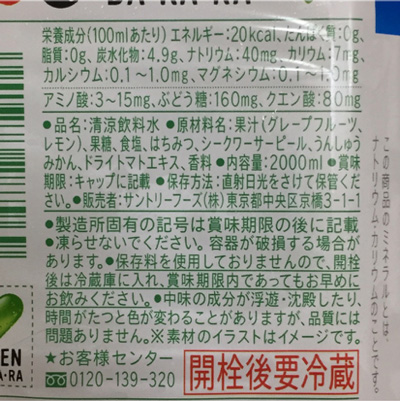 DA-KA-RA
栄養成分(100mlあたり) エネルギー:20kcal、たんぱく質:0g、
脂質:0g、炭水化物:4.9g、ナトリウム:40mg、カリウム:7mg、
カルシウム:0.1~1.0mg、マグネシウム:0.1~1.0mg
アミノ酸:3~15mg、ぶどう糖:160mg、クエン酸:80mg
●品名:清涼飲料水 ●原材料名:果汁(グレープフルーツ、
レモン)、果糖、食塩、はちみつ、シークワーサーピール、うんしゅう
みかん、ドライトマトエキス、香料 ●内容量:2000ml ●賞味
期限:キャップに記載 ●保存方法:直射日光をさけて保管くだ
さい。●販売者:サントリーフーズ(株) 東京都中央区京橋3-1-1
●製造所固有の記号は賞味期限の後に記載
●凍らせないでください。容器が破損する場合が
あります。●保存料を使用していないので、開栓
後は冷蔵庫に入れ、賞味期限内であってもお早めに
お飲みください。●中味の成分が浮遊・沈殿したり、
時間がたつと色が変わることがありますが、品質には
問題ありません。※素材のイラストはイメージです。
★お客様センター
0120-139-320
開栓後要冷蔵
EN
A・RA
この商品のミネラルとは、
ナトリウム・カリウムのことです。